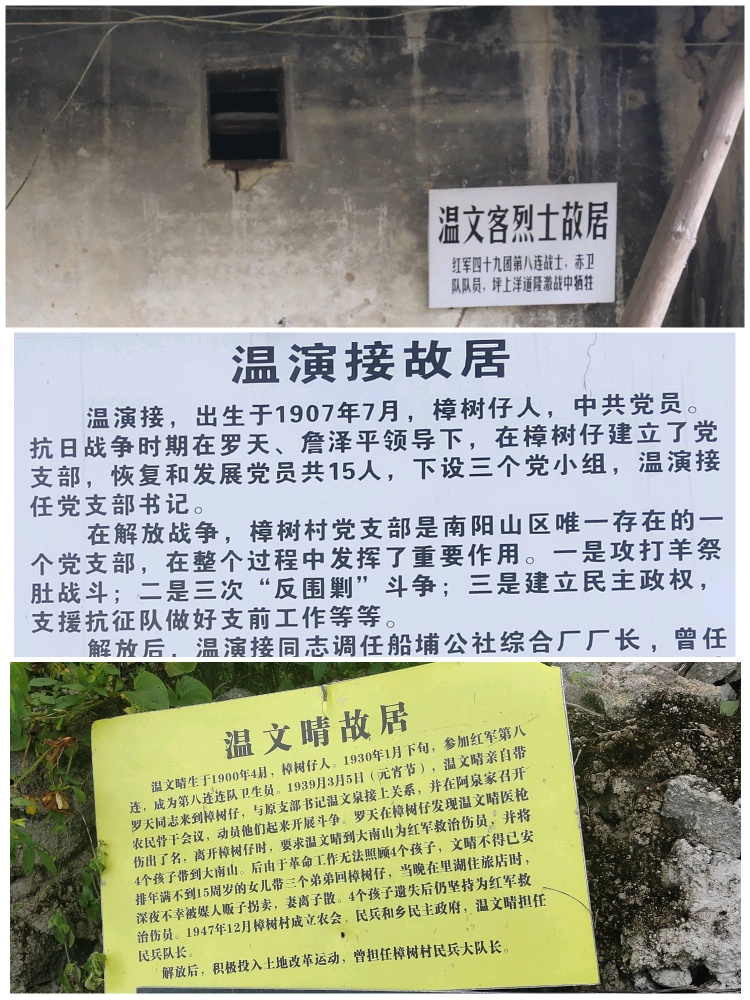 温文客烈士故居
红军四十九团第八连战士，赤卫
队队员，坪上洋道隆激战中牺牲
温演接故居
温演接，出生于1907年7月，樟树仔人，中共党员。
抗日战争时期在罗天、詹泽平领导下，在樟树仔建立了党
支部，恢复和发展党员共15人，下设三个党小组，温演接
任党支部书记。
在解放战争，樟树村党支部是南阳山区唯一存在的一
个党支部，在整个过程中发挥了重要作用。一是攻打羊祭
肚战斗；二是三次“反围剿”斗争；三是建立民主政权，
支援抗征队做好支前工作等等。
解放后，温演接同志调任船埔公社综合厂厂长，曾任
温文晴故居
温文晴生于1900年4月，樟树仔人。1930年1月下旬，参加红军第八
连，成为第八连连队卫生员。1939年3月5日（元宵节），温文晴亲自带
罗天同志来到樟树仔，与原支部书记温文泉接上关系，并在阿泉家召开
农民骨干会议，动员他们起来开展斗争。罗天在樟树仔发现温文晴医枪
伤出了名，离开樟树仔时，要求温文晴到大南山为红军救治伤员，并将
4个孩子带到大南山。后由于革命工作无法照顾4个孩子，文晴不得已安
排年满不到15周岁的女儿带三个弟弟回樟树仔，当晚在里湖住旅店时，
深夜不幸被媒人贩子拐卖，妻离子散。4个孩子遗失后仍坚持为红军救
治伤员。1947年12月樟树村成立农会、民兵和乡民主政府，温文晴担任
民兵队长。
解放后，积极投入土地改革运动，曾担任樟树村民兵大队长。